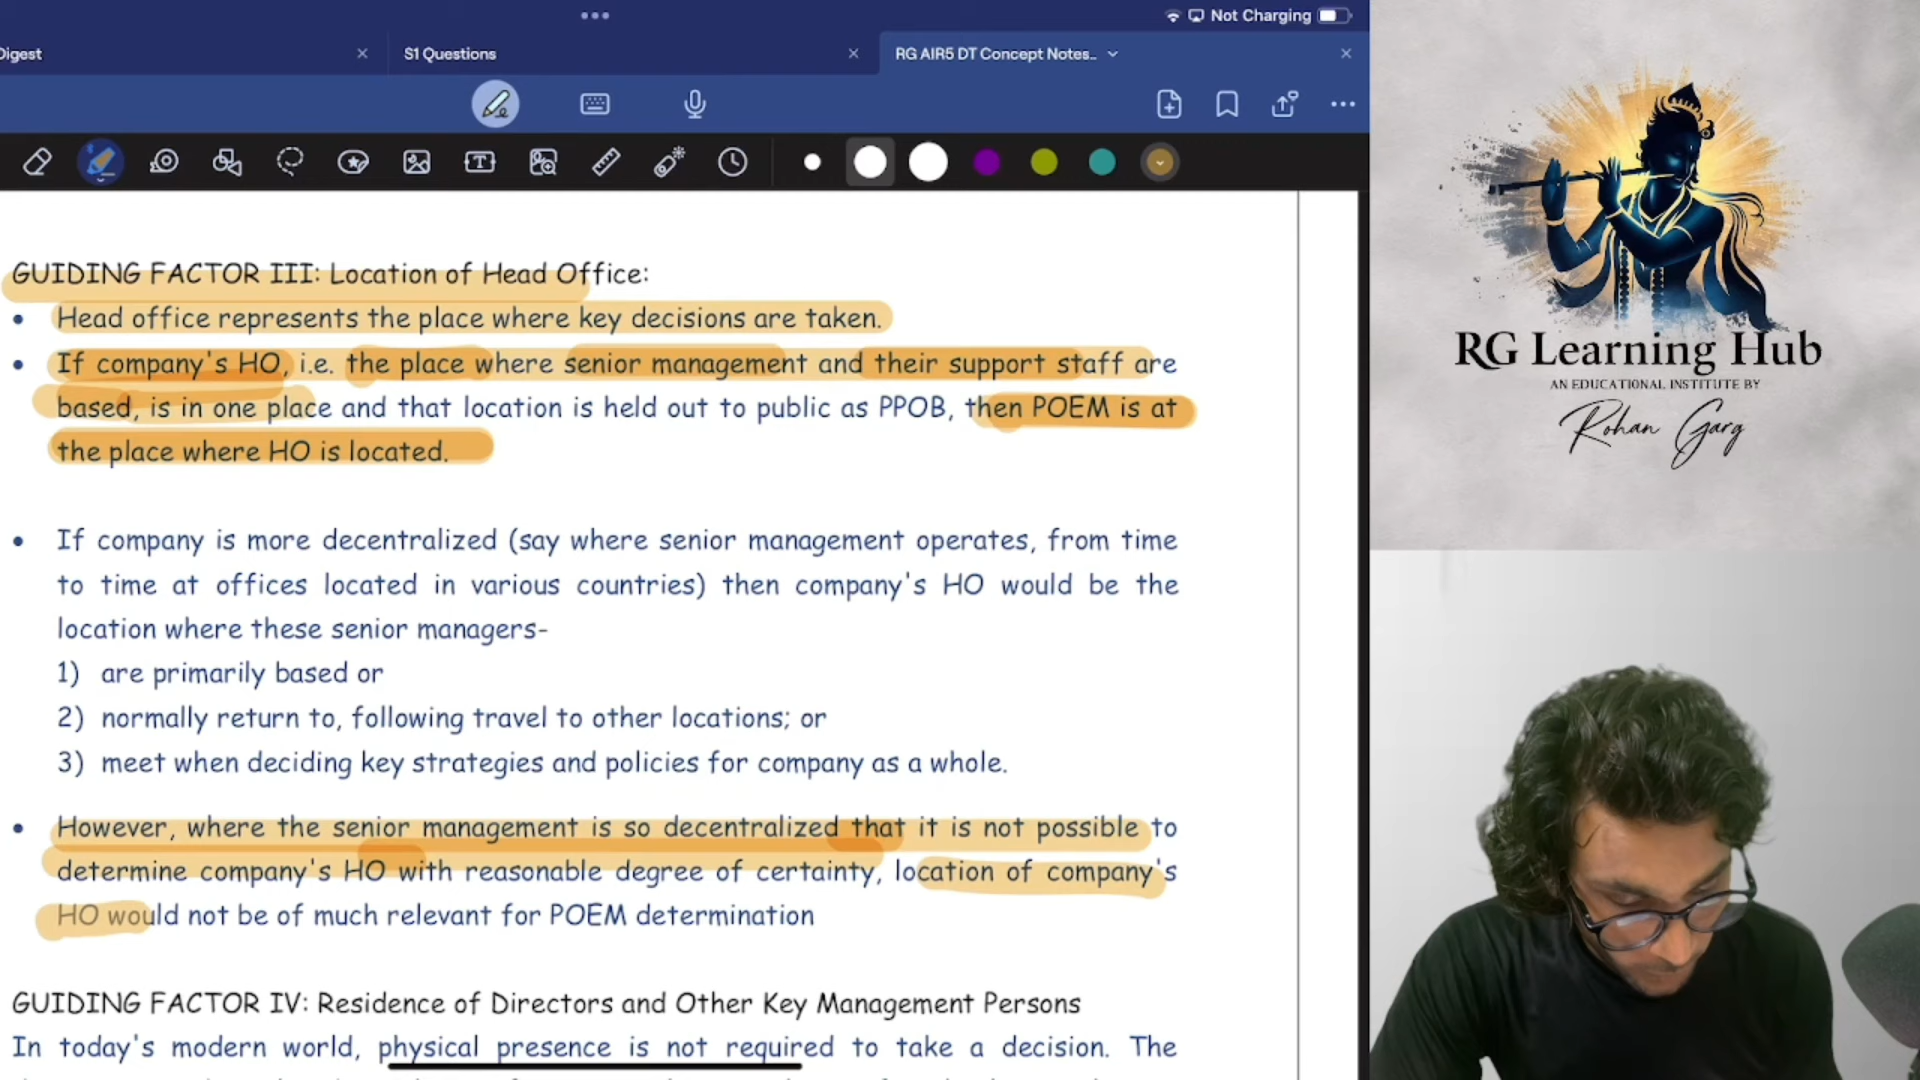 Not Charging
Digest
S1 Questions
RG AIR5 DT Concept Notes..
GUIDING FACTOR III: Location of Head Office:
• Head office represents the place where key decisions are taken.
• If company's HO, i.e. the place where senior management and their support staff are
based, is in one place and that location is held out to public as PPOB, then POEM is at
the place where HO is located.
• If company is more decentralized (say where senior management operates, from time
to time at offices located in various countries) then company's HO would be the
location where these senior managers-
1) are primarily based or
2) normally return to, following travel to other locations; or
3) meet when deciding key strategies and policies for company as a whole.
• However, where the senior management is so decentralized that it is not possible to
determine company's HO with reasonable degree of certainty, location of company's
HO would not be of much relevant for POEM determination
GUIDING FACTOR IV: Residence of Directors and Other Key Management Persons
In today's modern world, physical presence is not required to take a decision. The
RG Learning Hub
AN EDUCATIONAL INSTITUTE BY
Rohan Garg